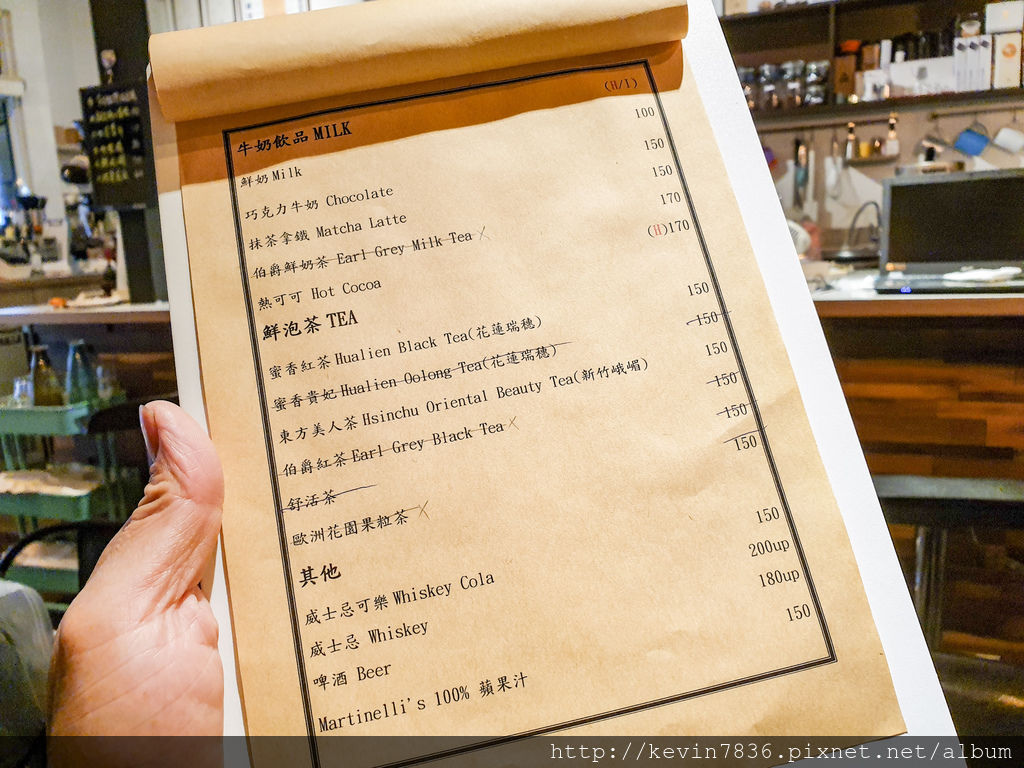 牛奶飲品 MILK (H/I)
鮮奶 Milk 100
巧克力牛奶 Chocolate 150
抹茶拿鐵 Matcha Latte 150
伯爵鮮奶茶 Earl Grey Milk Tea 170
熱可可 Hot Cocoa (H)170
鮮泡茶 TEA
蜜香紅茶 Hualien Black Tea(花蓮瑞穗) 150
蜜香貴妃 Hualien Oolong Tea(花蓮瑞穗) 150
東方美人茶 Hsinchu Oriental Beauty Tea(新竹峨嵋) 150
伯爵紅茶 Earl Grey Black Tea 150
舒活茶 150
歐洲花園果粒茶 150
其他
威士忌可樂 Whiskey Cola 150
威士忌 Whiskey 200up
啤酒 Beer 180up
Martinelli's 100% 蘋果汁 150
http://kevin7836.pixnet.net/album